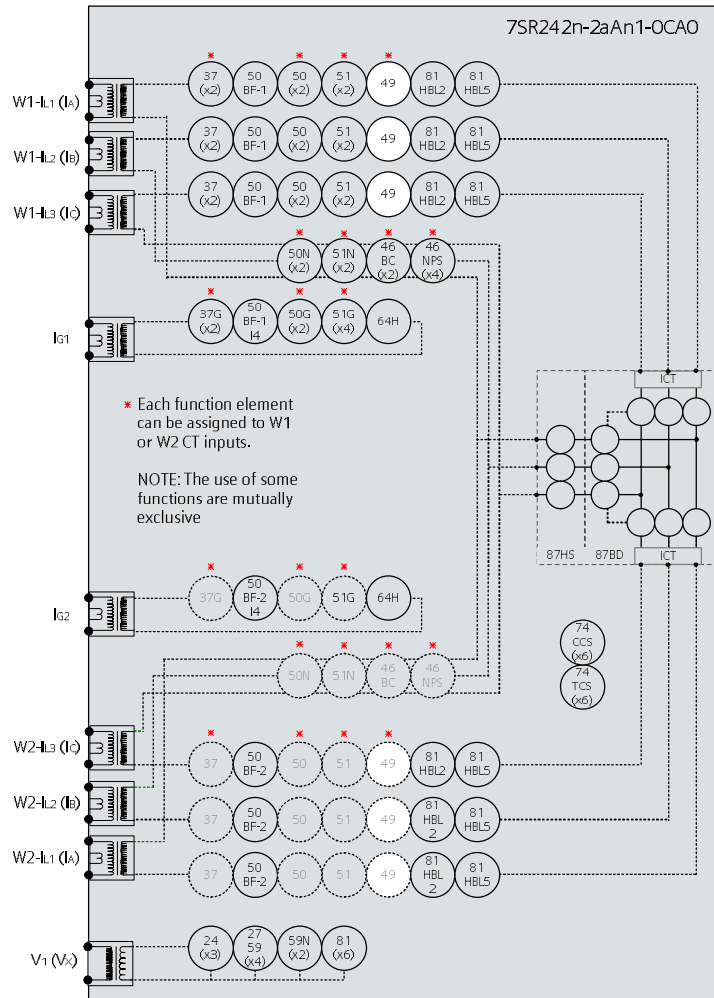 7SR242n-2aAn1-0CA0
* * * *
W1-IL1 (IA)
37 (x2)
50 BF-1
50 (x2)
51 (x2)
49
81 HBL2
81 HBL5
W1-IL2 (IB)
37 (x2)
50 BF-1
50 (x2)
51 (x2)
49
81 HBL2
81 HBL5
W1-IL3 (IC)
37 (x2)
50 BF-1
50 (x2)
51 (x2)
49
81 HBL2
81 HBL5
* * * *
50N (x2)
51N (x2)
46 BC (x2)
46 NPS (x4)
* * *
IG1
37G (x2)
50 BF-1 I4
50G (x2)
51G (x4)
64H
ICT
* Each function element
can be assigned to W1
or W2 CT inputs.
NOTE: The use of some
functions are mutually
exclusive
87HS
87BD
ICT
* * *
IG2
37G
50 BF-2 I4
50G
51G
64H
74 CCS (x6)
74 TCS (x6)
* * * *
50N
51N
46 BC
46 NPS
* * * *
W2-IL3 (IC)
37
50 BF-2
50
51
49
81 HBL2
81 HBL5
W2-IL2 (IB)
37
50 BF-2
50
51
49
81 HBL 2
81 HBL5
W2-IL1 (IA)
37
50 BF-2
50
51
49
81 HBL 2
81 HBL5
V1 (VX)
24 (x3)
27 59 (x4)
59N (x2)
81 (x6)